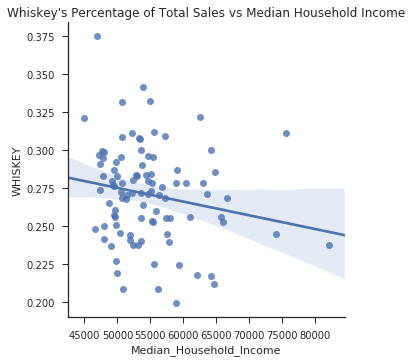 Whiskey's Percentage of Total Sales vs Median Household Income
0.375
0.350
0.325
0.300
0.275
0.250
0.225
0.200
WHISKEY
45000 50000 55000 60000 65000 70000 75000 80000
Median_Household_Income